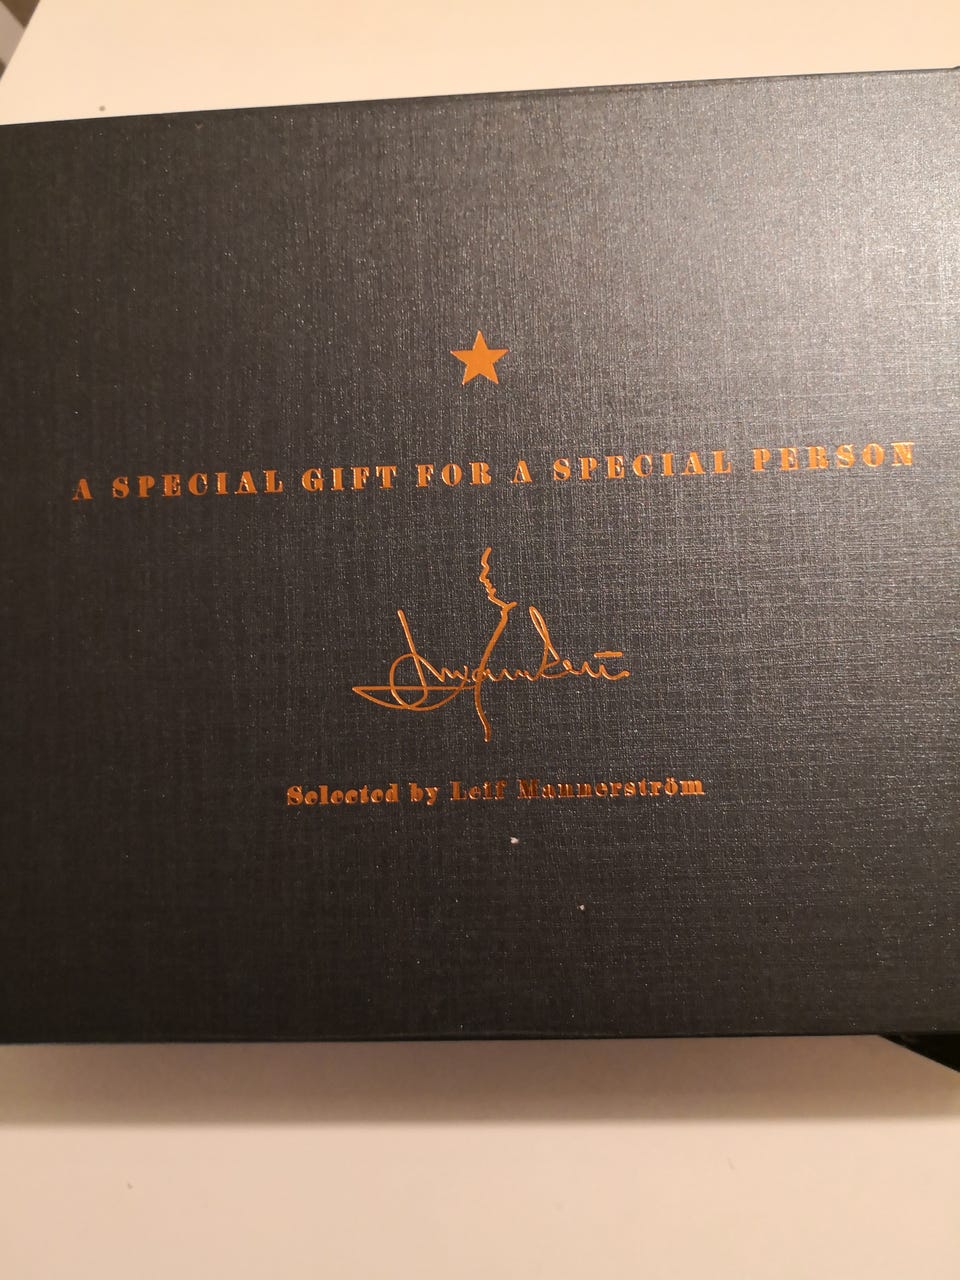 A SPECIAL GIFT FOR A SPECIAL PERSON
Selected by Leif Mannerström